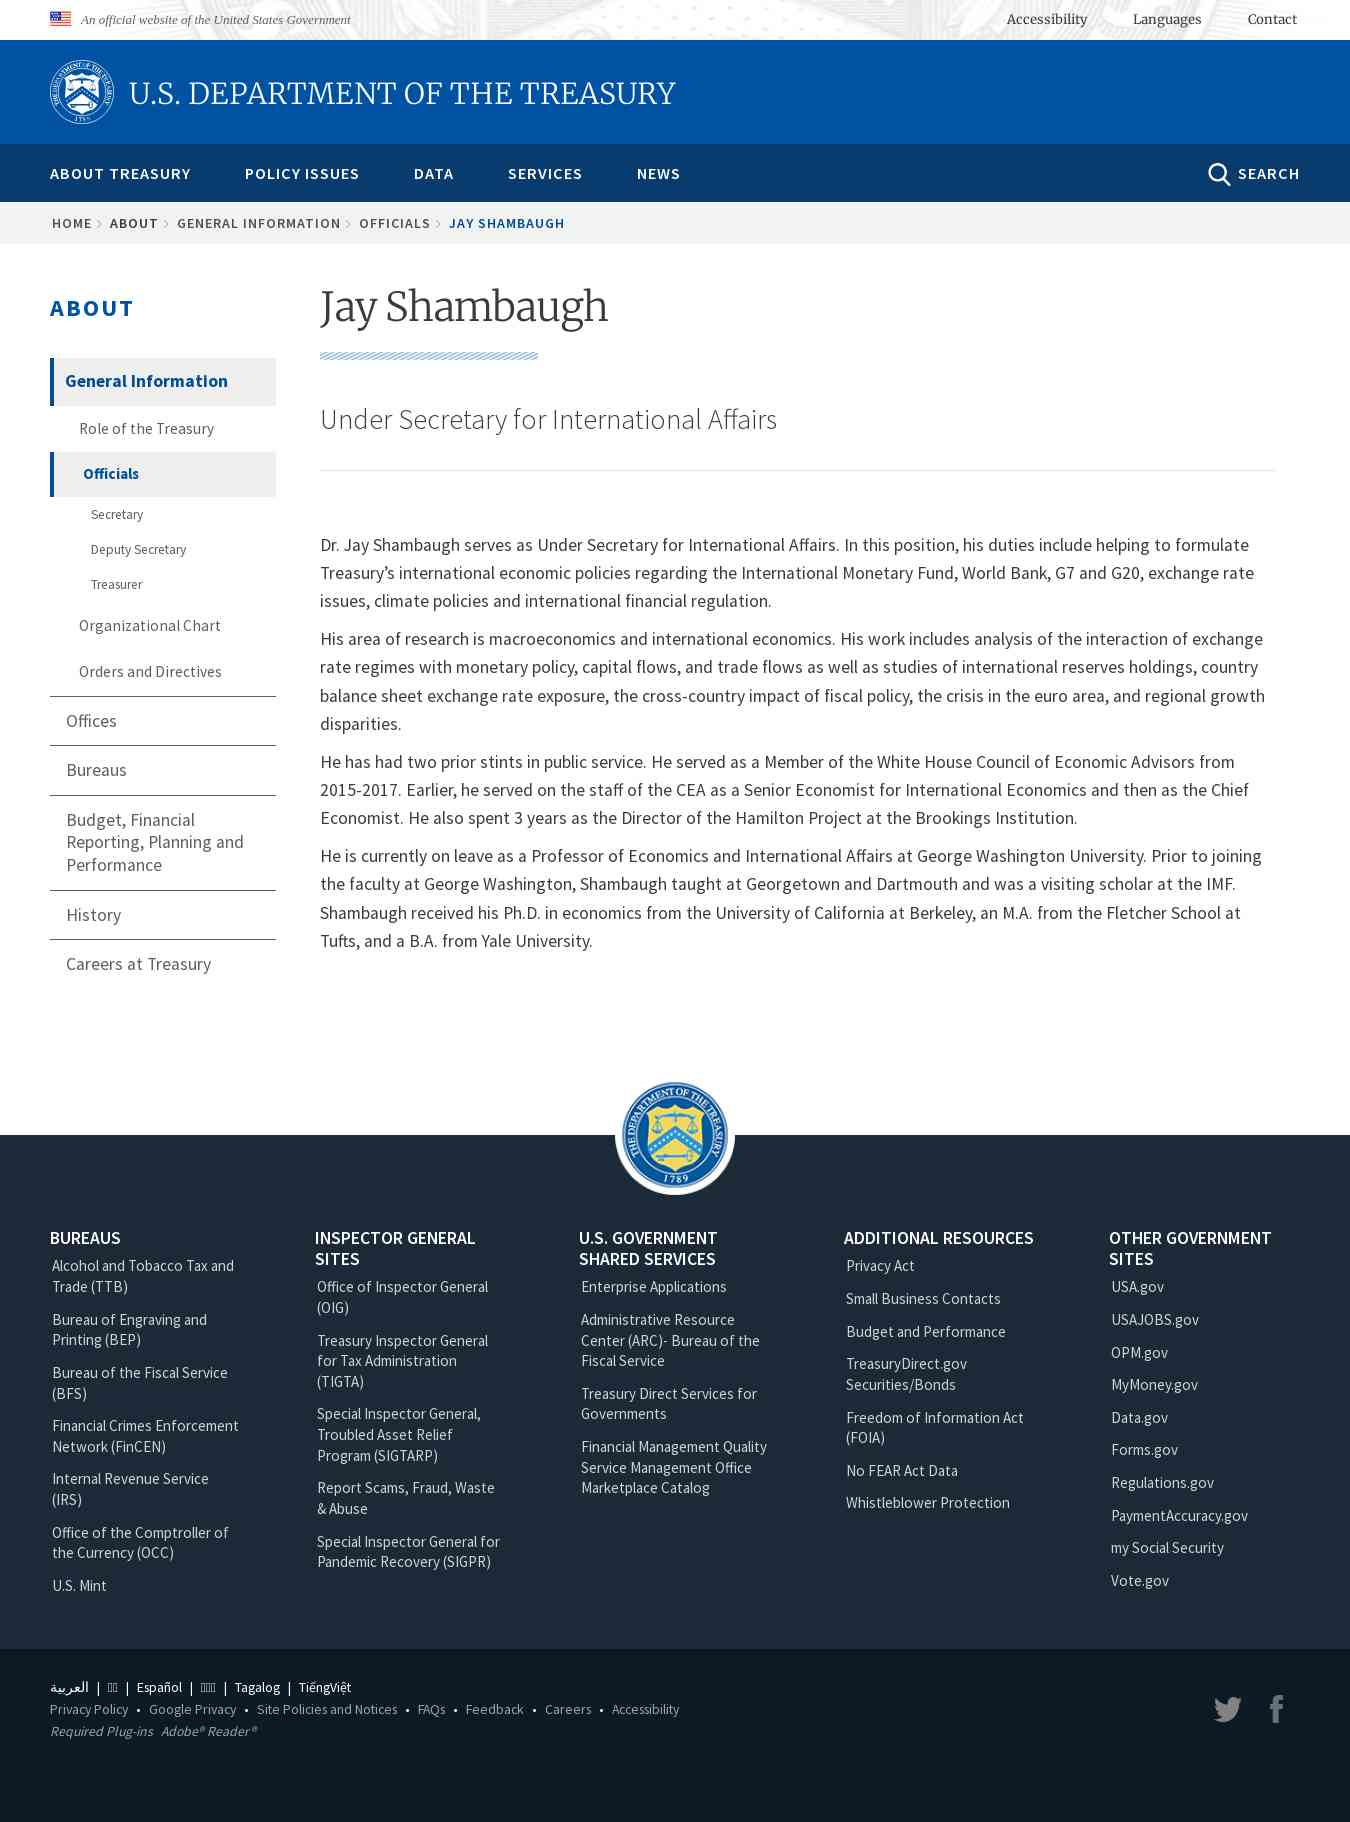 An official website of the United States Government
Accessibility Languages Contact
U.S. DEPARTMENT OF THE TREASURY
ABOUT TREASURY POLICY ISSUES DATA SERVICES NEWS SEARCH
HOME ABOUT GENERAL INFORMATION OFFICIALS JAY SHAMBAUGH
ABOUT
General Information
Role of the Treasury
Officials
Secretary
Deputy Secretary
Treasurer
Organizational Chart
Orders and Directives
Offices
Bureaus
Budget, Financial
Reporting, Planning and
Performance
History
Careers at Treasury
Jay Shambaugh
Under Secretary for International Affairs
Dr. Jay Shambaugh serves as Under Secretary for International Affairs. In this position, his duties include helping to formulate
Treasury’s international economic policies regarding the International Monetary Fund, World Bank, G7 and G20, exchange rate
issues, climate policies and international financial regulation.
His area of research is macroeconomics and international economics. His work includes analysis of the interaction of exchange
rate regimes with monetary policy, capital flows, and trade flows as well as studies of international reserves holdings, country
balance sheet exchange rate exposure, the cross-country impact of fiscal policy, the crisis in the euro area, and regional growth
disparities.
He has had two prior stints in public service. He served as a Member of the White House Council of Economic Advisors from
2015-2017. Earlier, he served on the staff of the CEA as a Senior Economist for International Economics and then as the Chief
Economist. He also spent 3 years as the Director of the Hamilton Project at the Brookings Institution.
He is currently on leave as a Professor of Economics and International Affairs at George Washington University. Prior to joining
the faculty at George Washington, Shambaugh taught at Georgetown and Dartmouth and was a visiting scholar at the IMF.
Shambaugh received his Ph.D. in economics from the University of California at Berkeley, an M.A. from the Fletcher School at
Tufts, and a B.A. from Yale University.
THE DEPARTMENT OF THE TREASURY
1789
BUREAUS
Alcohol and Tobacco Tax and
Trade (TTB)
Bureau of Engraving and
Printing (BEP)
Bureau of the Fiscal Service
(BFS)
Financial Crimes Enforcement
Network (FinCEN)
Internal Revenue Service
(IRS)
Office of the Comptroller of
the Currency (OCC)
U.S. Mint
INSPECTOR GENERAL
SITES
Office of Inspector General
(OIG)
Treasury Inspector General
for Tax Administration
(TIGTA)
Special Inspector General,
Troubled Asset Relief
Program (SIGTARP)
Report Scams, Fraud, Waste
& Abuse
Special Inspector General for
Pandemic Recovery (SIGPR)
U.S. GOVERNMENT
SHARED SERVICES
Enterprise Applications
Administrative Resource
Center (ARC)- Bureau of the
Fiscal Service
Treasury Direct Services for
Governments
Financial Management Quality
Service Management Office
Marketplace Catalog
ADDITIONAL RESOURCES
Privacy Act
Small Business Contacts
Budget and Performance
TreasuryDirect.gov
Securities/Bonds
Freedom of Information Act
(FOIA)
No FEAR Act Data
Whistleblower Protection
OTHER GOVERNMENT
SITES
USA.gov
USAJOBS.gov
OPM.gov
MyMoney.gov
Data.gov
Forms.gov
Regulations.gov
PaymentAccuracy.gov
my Social Security
Vote.gov
العربية | | Español | | Tagalog | TiếngViệt
Privacy Policy • Google Privacy • Site Policies and Notices • FAQs • Feedback • Careers • Accessibility
Required Plug-ins Adobe® Reader®